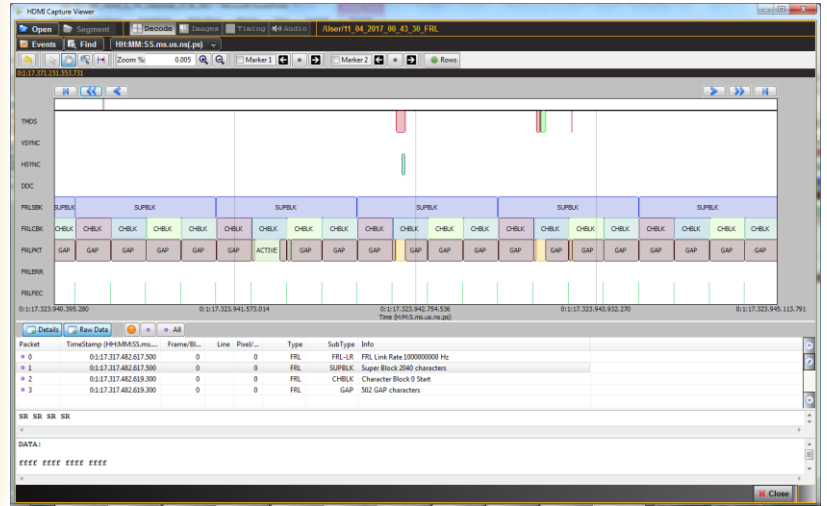 HDMI Capture Viewer
Open Segment Decode Images Timing Audio /User/11_04_2017_00_43_30_FRL
Events Find HH:MM:SS.ms.us.ns(.ps)
Zoom %: 0.005 Marker 1 Marker 2 Rows
0:1:17.371.151.553.731
TMDS
VSYNC
HSYNC
DDC
FRLSBK SUPBLK SUPBLK SUPBLK SUPBLK SUPBLK SUPBLK
FRLCBK CHBLK CHBLK CHBLK CHBLK CHBLK CHBLK CHBLK CHBLK CHBLK CHBLK CHBLK CHBLK CHBLK CHBLK CHBLK CHBLK CHBLK CHBLK CHBLK CHBLK CHBLK
FRLPKT GAP GAP GAP GAP GAP GAP ACTIVE GAP GAP GAP GAP GAP GAP GAP GAP GAP GAP GAP GAP GAP GAP
FRLERR
FRLFEC
0:1:17.323.940.395.280 0:1:17.323.941.573.014 0:1:17.323.942.754.536 0:1:17.323.943.932.270 0:1:17.323.945.113.791
Time (H:M:S.ms.us.ns.ps)
Details Raw Data All
Packet TimeStamp (HH:MM:SS.ms.... Frame/Bl... Line Pixel/... Type SubType Info
0 0:1:17.317.482.617.500 0 0 FRL FRL-LR FRL Link Rate 1000000000 Hz
1 0:1:17.317.482.617.500 0 0 FRL SUPBLK Super Block 2040 characters
2 0:1:17.317.482.619.300 0 0 FRL CHBLK Character Block 0 Start
3 0:1:17.317.482.619.300 0 0 FRL GAP 502 GAP characters
SR SR SR SR
DATA:
ffff ffff ffff ffff
Close